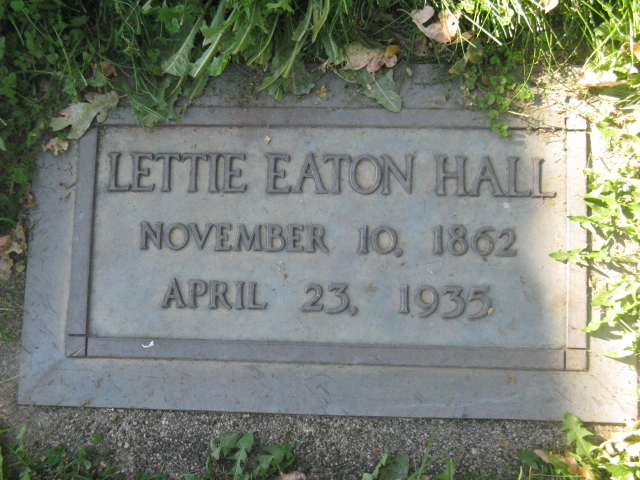 LETTIE EATON HALL
NOVEMBER 10, 1862
APRIL 23, 1935